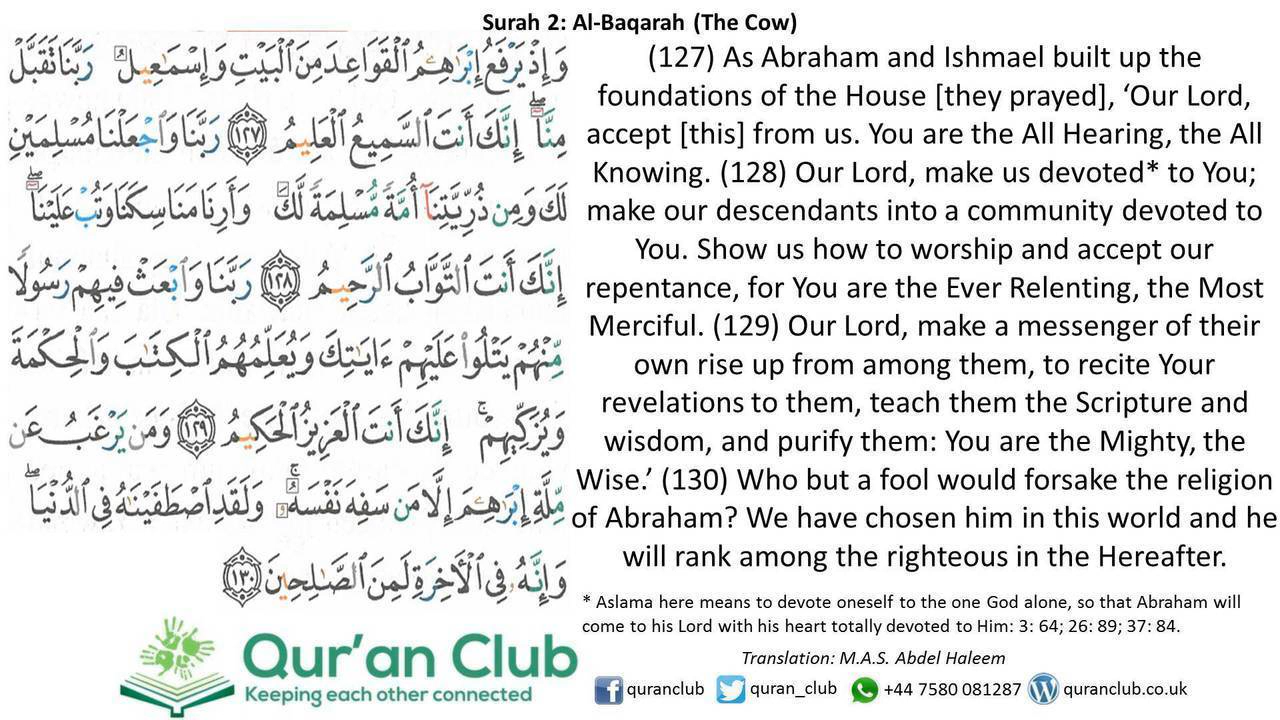 Surah 2: Al-Baqarah (The Cow)
وَإِذْ يَرْفَعُ إِبْرَٰهِۦمُ ٱلْقَوَاعِدَ مِنَ ٱلْبَيْتِ وَإِسْمَٰعِيلُ رَبَّنَا تَقَبَّلْ
مِنَّآ ۖ إِنَّكَ أَنتَ ٱلسَّمِيعُ ٱلْعَلِيمُ ١٢٧ رَبَّنَا وَٱجْعَلْنَا مُسْلِمَيْنِ
لَكَ وَمِن ذُرِّيَّتِنَآ أُمَّةً مُّسْلِمَةً لَّكَ وَأَرِنَا مَنَاسِكَنَا وَتُبْ عَلَيْنَآ ۖ
إِنَّكَ أَنتَ ٱلتَّوَّابُ ٱلرَّحِيمُ ١٢٨ رَبَّنَا وَٱبْعَثْ فِيهِمْ رَسُولًا
مِّنْهُمْ يَتْلُوا۟ عَلَيْهِمْ ءَايَٰتِكَ وَيُعَلِّمُهُمُ ٱلْكِتَٰبَ وَٱلْحِكْمَةَ
وَيُزَكِّيهِمْ ۚ إِنَّكَ أَنتَ ٱلْعَزِيزُ ٱلْحَكِيمُ ١٢٩ وَمَن يَرْغَبُ عَن
مِّلَّةِ إِبْرَٰهِۦمَ إِلَّا مَن سَفِهَ نَفْسَهُۥ ۚ وَلَقَدِ ٱصْطَفَيْنَٰهُ فِى ٱلدُّنْيَا ۖ
وَإِنَّهُۥ فِى ٱلْءَاخِرَةِ لَمِنَ ٱلصَّٰلِحِينَ ١٣٠
(127) As Abraham and Ishmael built up the
foundations of the House [they prayed], ‘Our Lord,
accept [this] from us. You are the All Hearing, the All
Knowing. (128) Our Lord, make us devoted* to You;
make our descendants into a community devoted to
You. Show us how to worship and accept our
repentance, for You are the Ever Relenting, the Most
Merciful. (129) Our Lord, make a messenger of their
own rise up from among them, to recite Your
revelations to them, teach them the Scripture and
wisdom, and purify them: You are the Mighty, the
Wise.’ (130) Who but a fool would forsake the religion
of Abraham? We have chosen him in this world and he
will rank among the righteous in the Hereafter.
* Aslama here means to devote oneself to the one God alone, so that Abraham will
come to his Lord with his heart totally devoted to Him: 3: 64; 26: 89; 37: 84.
Translation: M.A.S. Abdel Haleem
Qur’an Club
Keeping each other connected
quranclub quran_club +44 7580 081287 quranclub.co.uk